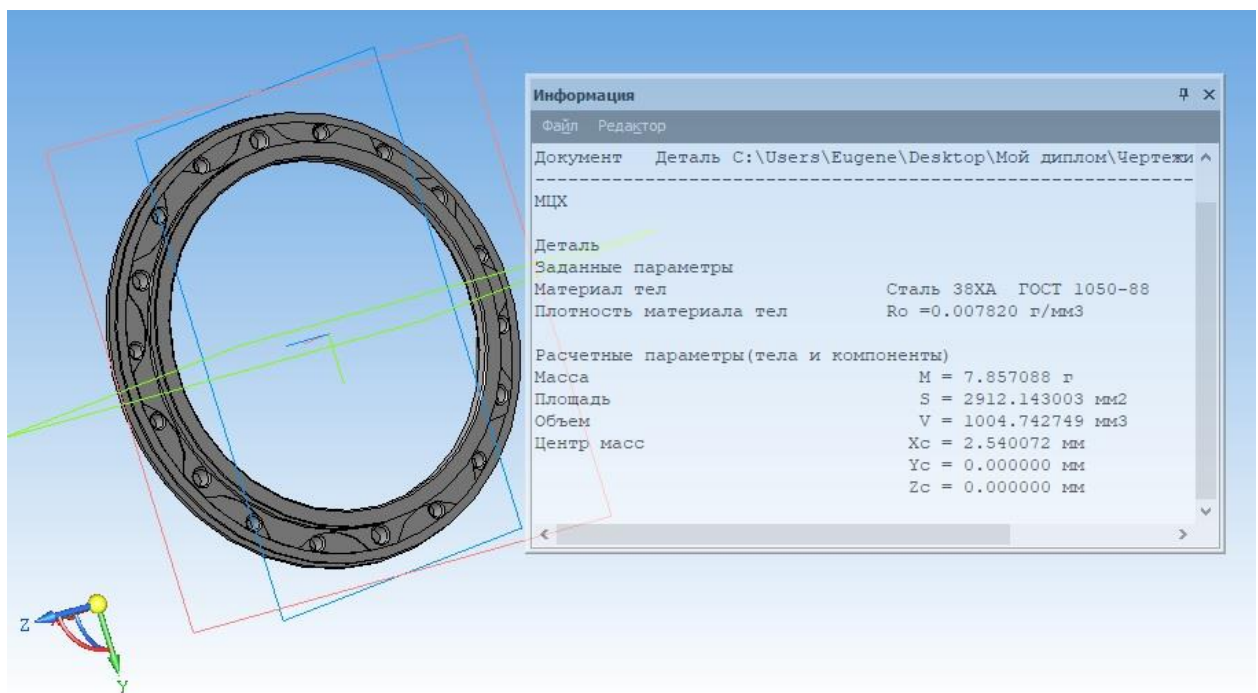 Информация
Файл Редактор
Документ Деталь C:\Users\Eugene\Desktop\Мой диплом\Чертежи
--------------------------------------------------------------------
МЦХ
Деталь
Заданные параметры
Материал тел Сталь 38ХА ГОСТ 1050-88
Плотность материала тел Ro =0.007820 г/мм3
Расчетные параметры(тела и компоненты)
Масса M = 7.857088 г
Площадь S = 2912.143003 мм2
Объем V = 1004.742749 мм3
Центр масс Xc = 2.540072 мм
Yc = 0.000000 мм
Zc = 0.000000 мм
Z
Y